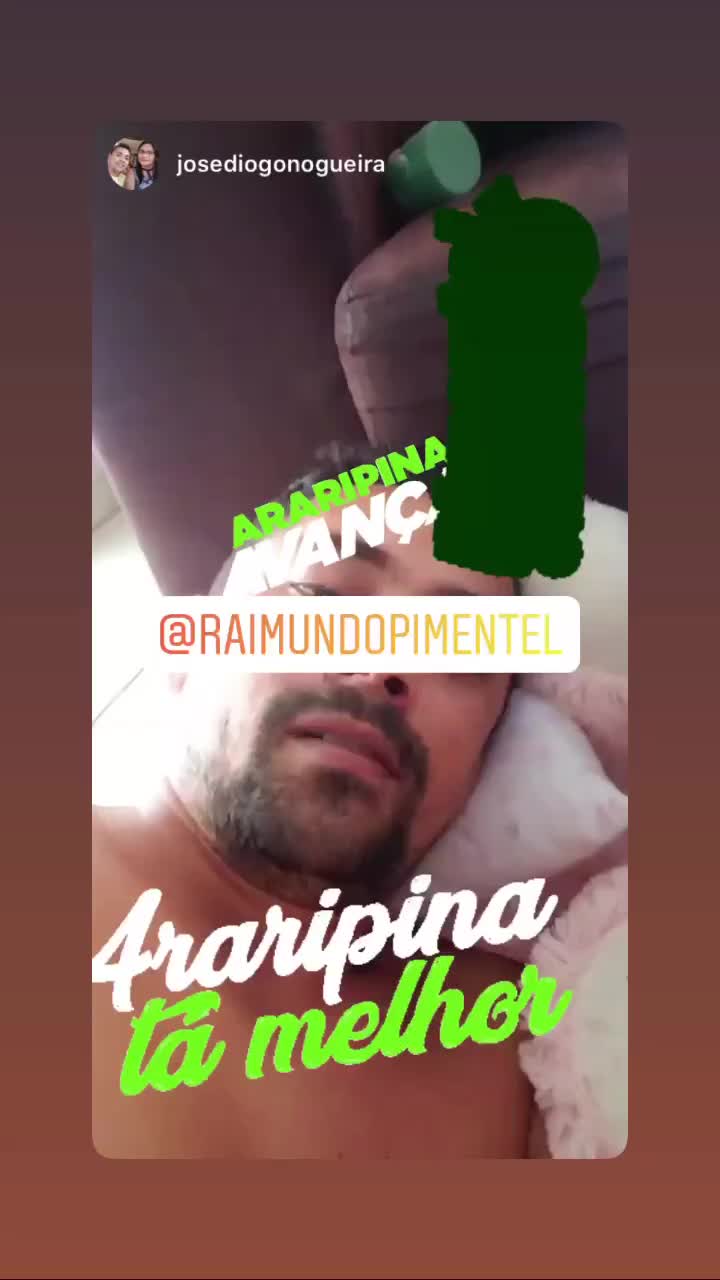 josediogonogueira
ARARIPINA
@RAIMUNDOPIMENTEL
Araripina
tá melhor